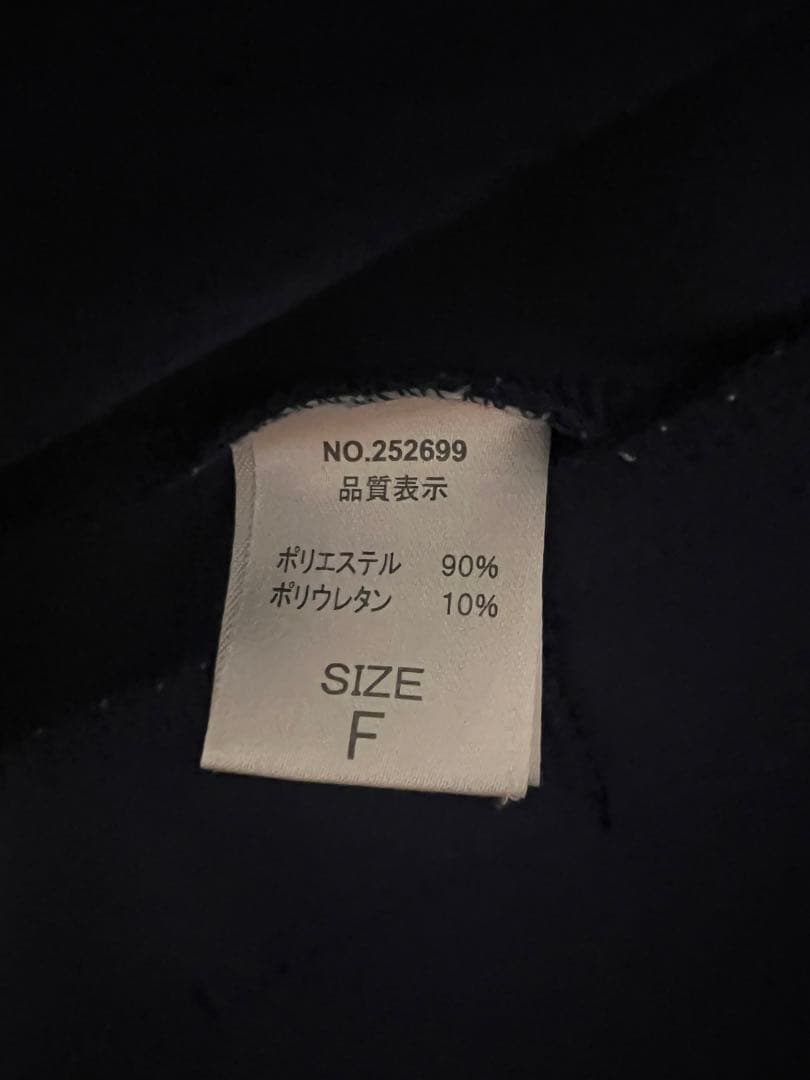 NO.252699
品質表示
ポリエステル 90%
ポリウレタン 10%
SIZE
F